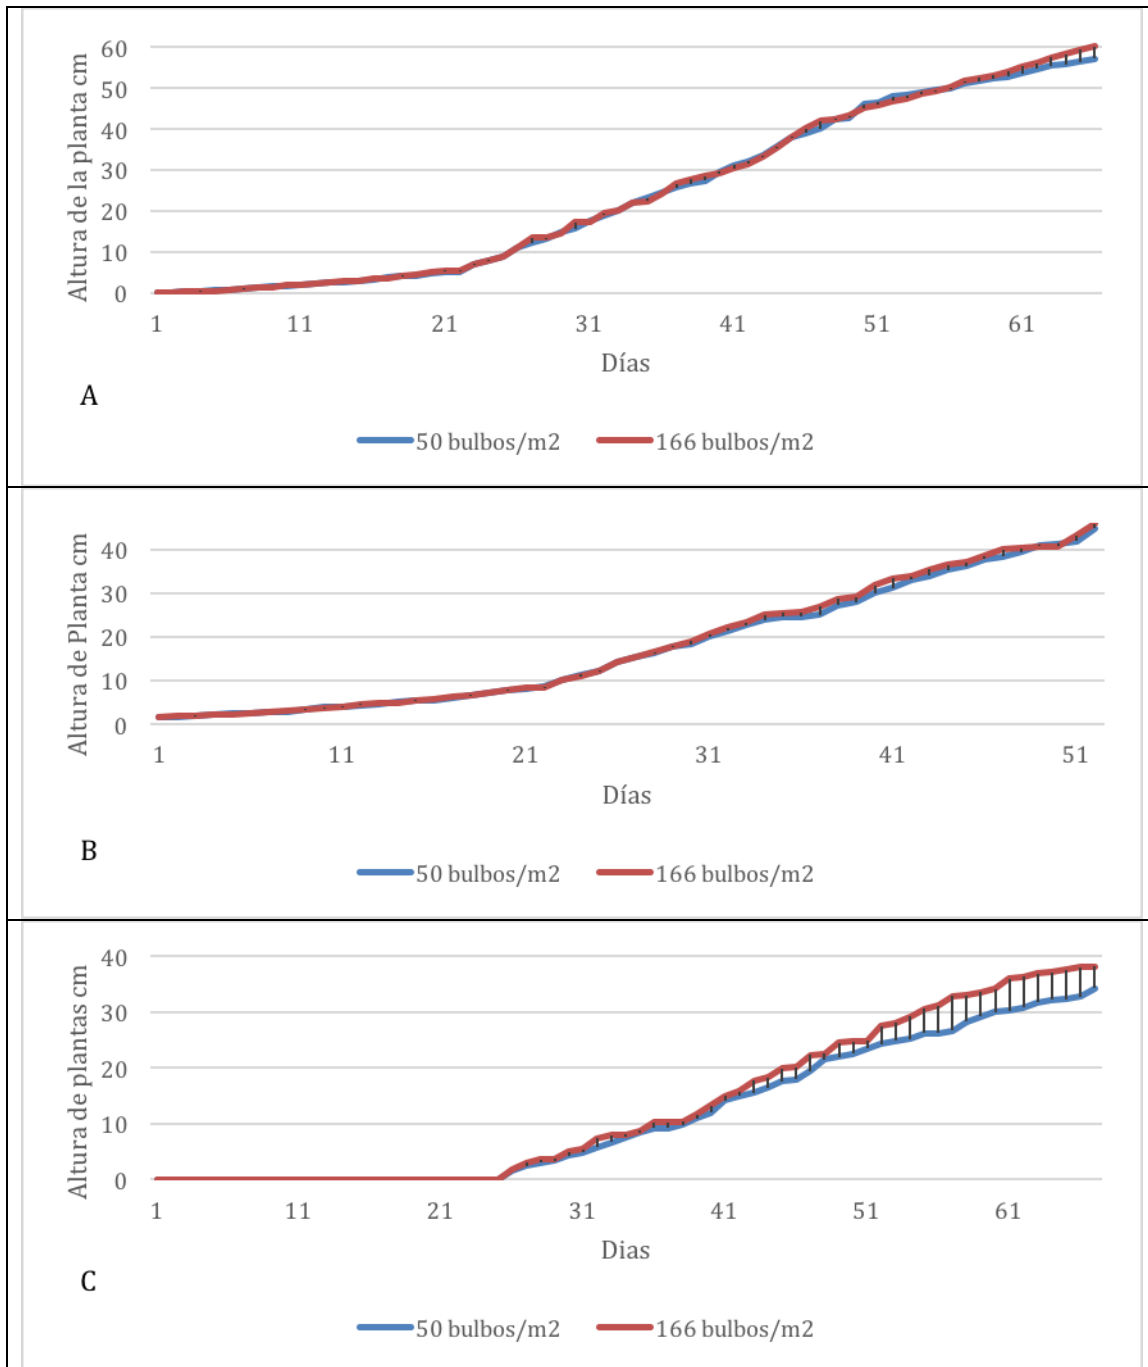 Altura de la planta cm
60
50
40
30
20
10
0
1 11 21 31 41 51 61
Días
A
50 bulbos/m2 166 bulbos/m2
Altura de Planta cm
40
30
20
10
0
1 11 21 31 41 51
Días
B
50 bulbos/m2 166 bulbos/m2
Altura de plantas cm
40
30
20
10
0
1 11 21 31 41 51 61
Dias
C
50 bulbos/m2 166 bulbos/m2